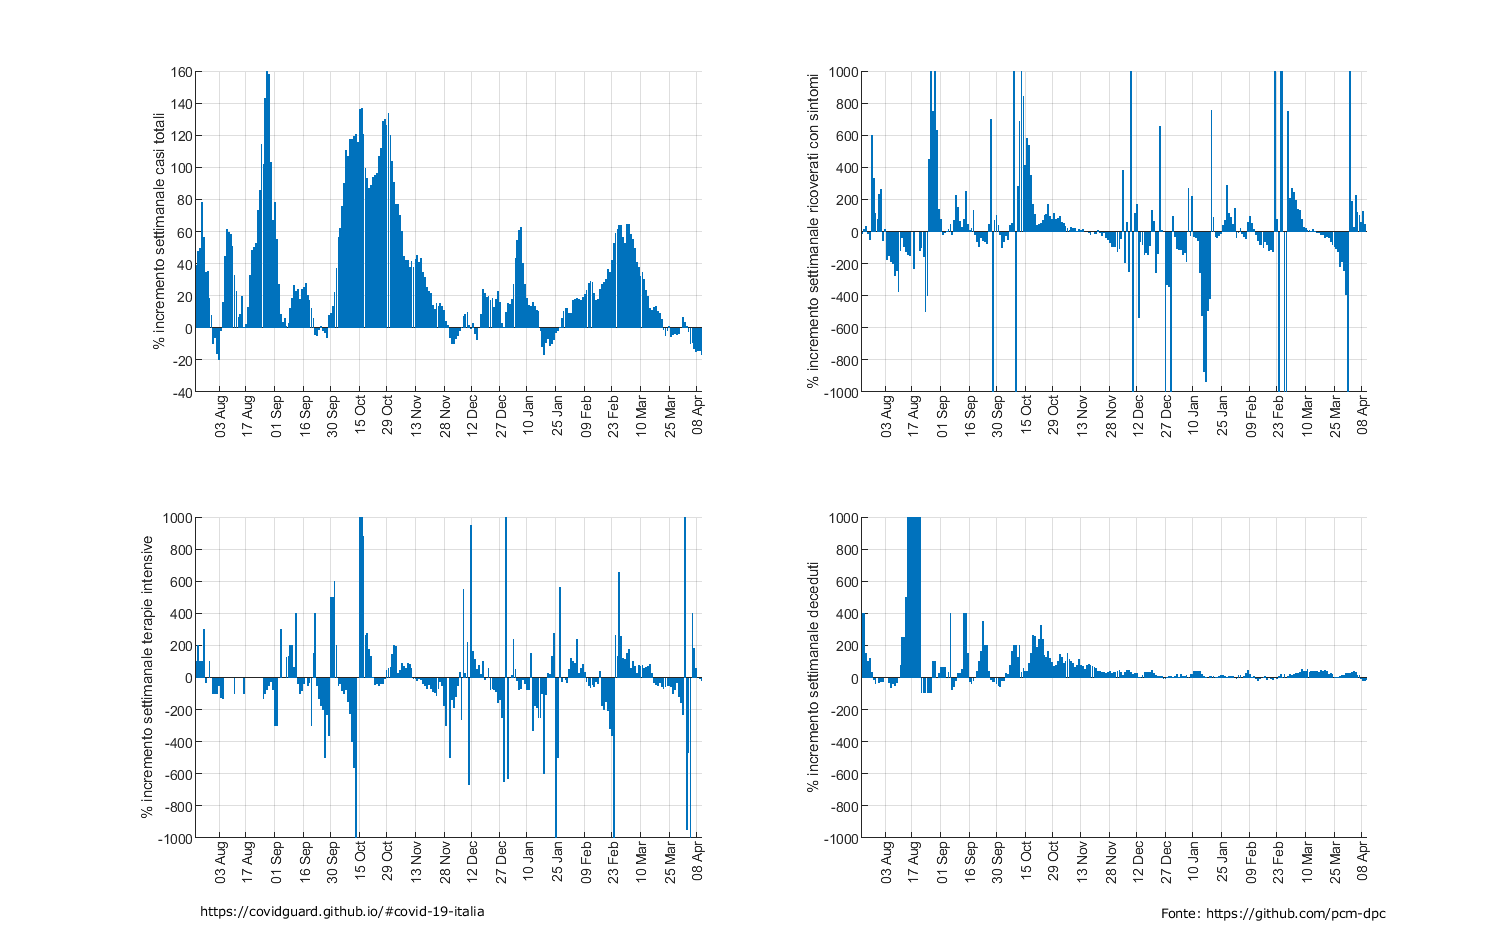 % incremento settimanale casi totali
160
140
120
100
80
60
40
20
0
-20
-40
03 Aug
17 Aug
01 Sep
16 Sep
30 Sep
15 Oct
29 Oct
13 Nov
28 Nov
12 Dec
27 Dec
10 Jan
25 Jan
09 Feb
23 Feb
10 Mar
25 Mar
08 Apr
% incremento settimanale ricoverati con sintomi
1000
800
600
400
200
0
-200
-400
-600
-800
-1000
03 Aug
17 Aug
01 Sep
16 Sep
30 Sep
15 Oct
29 Oct
13 Nov
28 Nov
12 Dec
27 Dec
10 Jan
25 Jan
09 Feb
23 Feb
10 Mar
25 Mar
08 Apr
% incremento settimanale terapie intensive
1000
800
600
400
200
0
-200
-400
-600
-800
-1000
03 Aug
17 Aug
01 Sep
16 Sep
30 Sep
15 Oct
29 Oct
13 Nov
28 Nov
12 Dec
27 Dec
10 Jan
25 Jan
09 Feb
23 Feb
10 Mar
25 Mar
08 Apr
% incremento settimanale deceduti
1000
800
600
400
200
0
-200
-400
-600
-800
-1000
03 Aug
17 Aug
01 Sep
16 Sep
30 Sep
15 Oct
29 Oct
13 Nov
28 Nov
12 Dec
27 Dec
10 Jan
25 Jan
09 Feb
23 Feb
10 Mar
25 Mar
08 Apr
https://covidguard.github.io/#covid-19-italia
Fonte: https://github.com/pcm-dpc